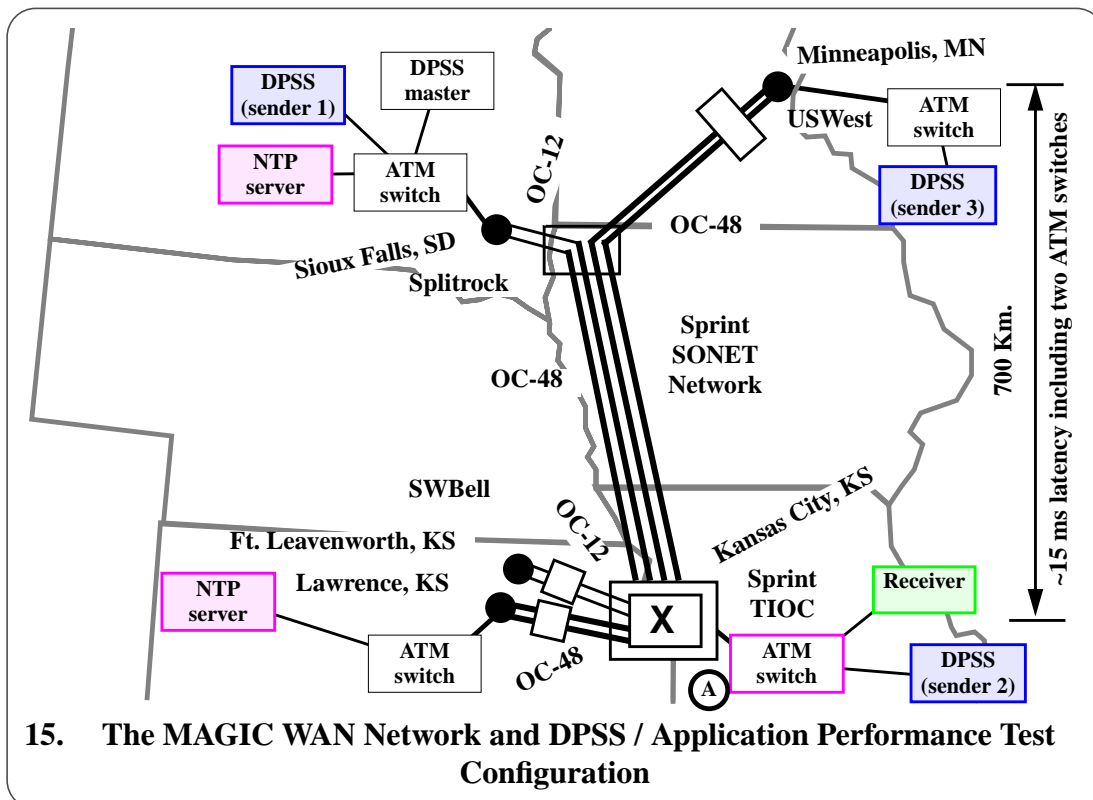 Minneapolis, MN
DPSS
(sender 1)
DPSS
master
USWest
ATM
switch
NTP
server
ATM
switch
OC-12
DPSS
(sender 3)
OC-48
Sioux Falls, SD
Splitrock
Sprint
SONET
Network
OC-48
700 Km.
~15 ms latency including two ATM switches
SWBell
OC-12
Kansas City, KS
Ft. Leavenworth, KS
Lawrence, KS
NTP
server
Sprint
TIOC
Receiver
X
ATM
switch
OC-48
ATM
switch
A
DPSS
(sender 2)
15. The MAGIC WAN Network and DPSS / Application Performance Test
Configuration